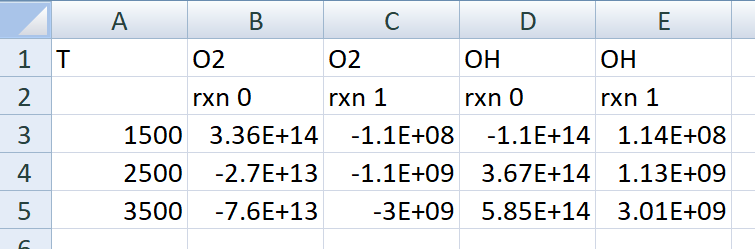 A B C D E
1 T O2 O2 OH OH
2 rxn 0 rxn 1 rxn 0 rxn 1
3 1500 3.36E+14 -1.1E+08 -1.1E+14 1.14E+08
4 2500 -2.7E+13 -1.1E+09 3.67E+14 1.13E+09
5 3500 -7.6E+13 -3E+09 5.85E+14 3.01E+09